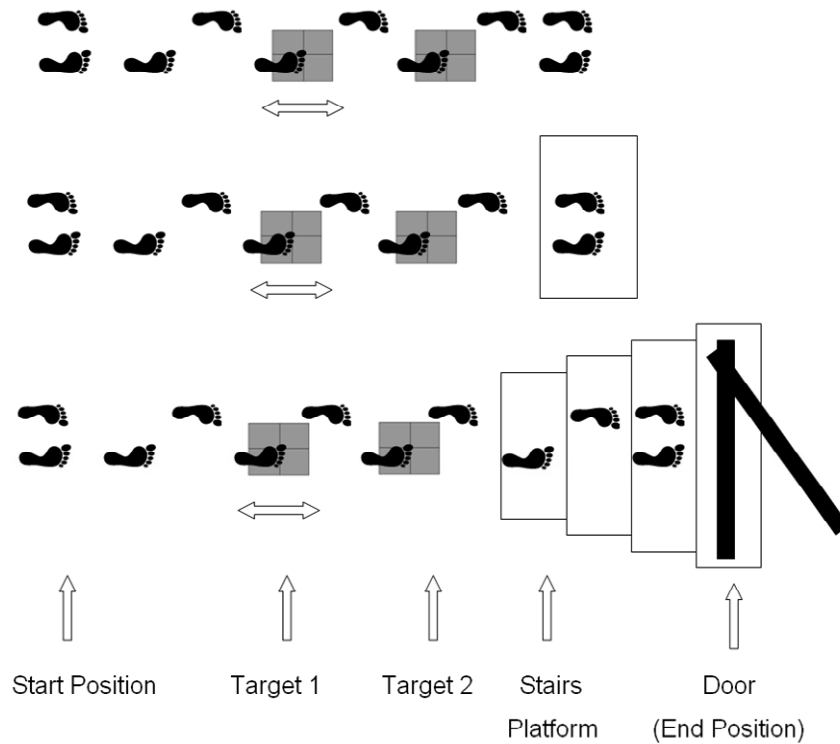 Start Position Target 1 Target 2 Stairs Door
Platform (End Position)